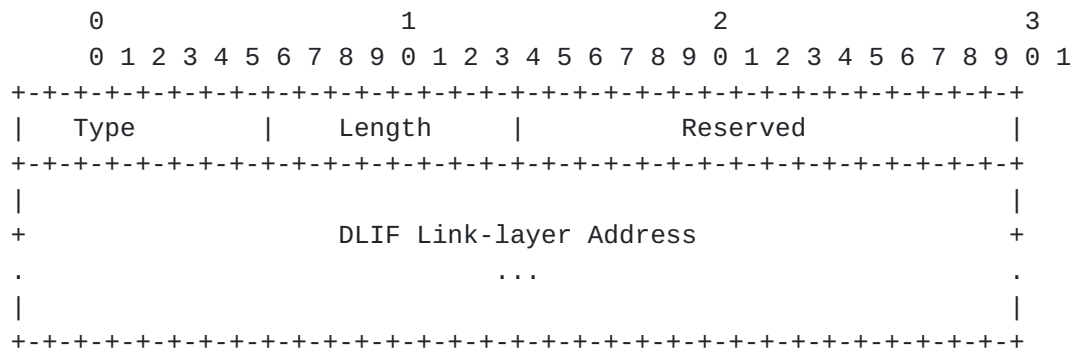 0                   1                   2                   3
     0 1 2 3 4 5 6 7 8 9 0 1 2 3 4 5 6 7 8 9 0 1 2 3 4 5 6 7 8 9 0 1
+-+-+-+-+-+-+-+-+-+-+-+-+-+-+-+-+-+-+-+-+-+-+-+-+-+-+-+-+-+-+-+-+
|   Type        |    Length     |          Reserved             |
+-+-+-+-+-+-+-+-+-+-+-+-+-+-+-+-+-+-+-+-+-+-+-+-+-+-+-+-+-+-+-+-+
|                                                               |
+                    DLIF Link-layer Address                    +
.                              ...                              .
|                                                               |
+-+-+-+-+-+-+-+-+-+-+-+-+-+-+-+-+-+-+-+-+-+-+-+-+-+-+-+-+-+-+-+-+